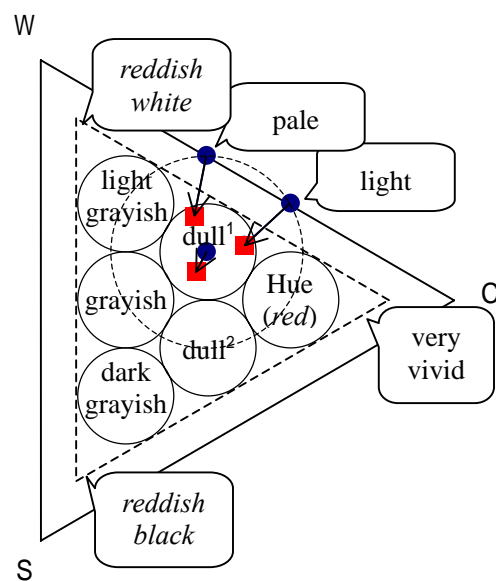 W
reddish
white
pale
light
light
grayish
dull1
C
grayish
Hue
(red)
dull2
very
vivid
dark
grayish
reddish
black
S